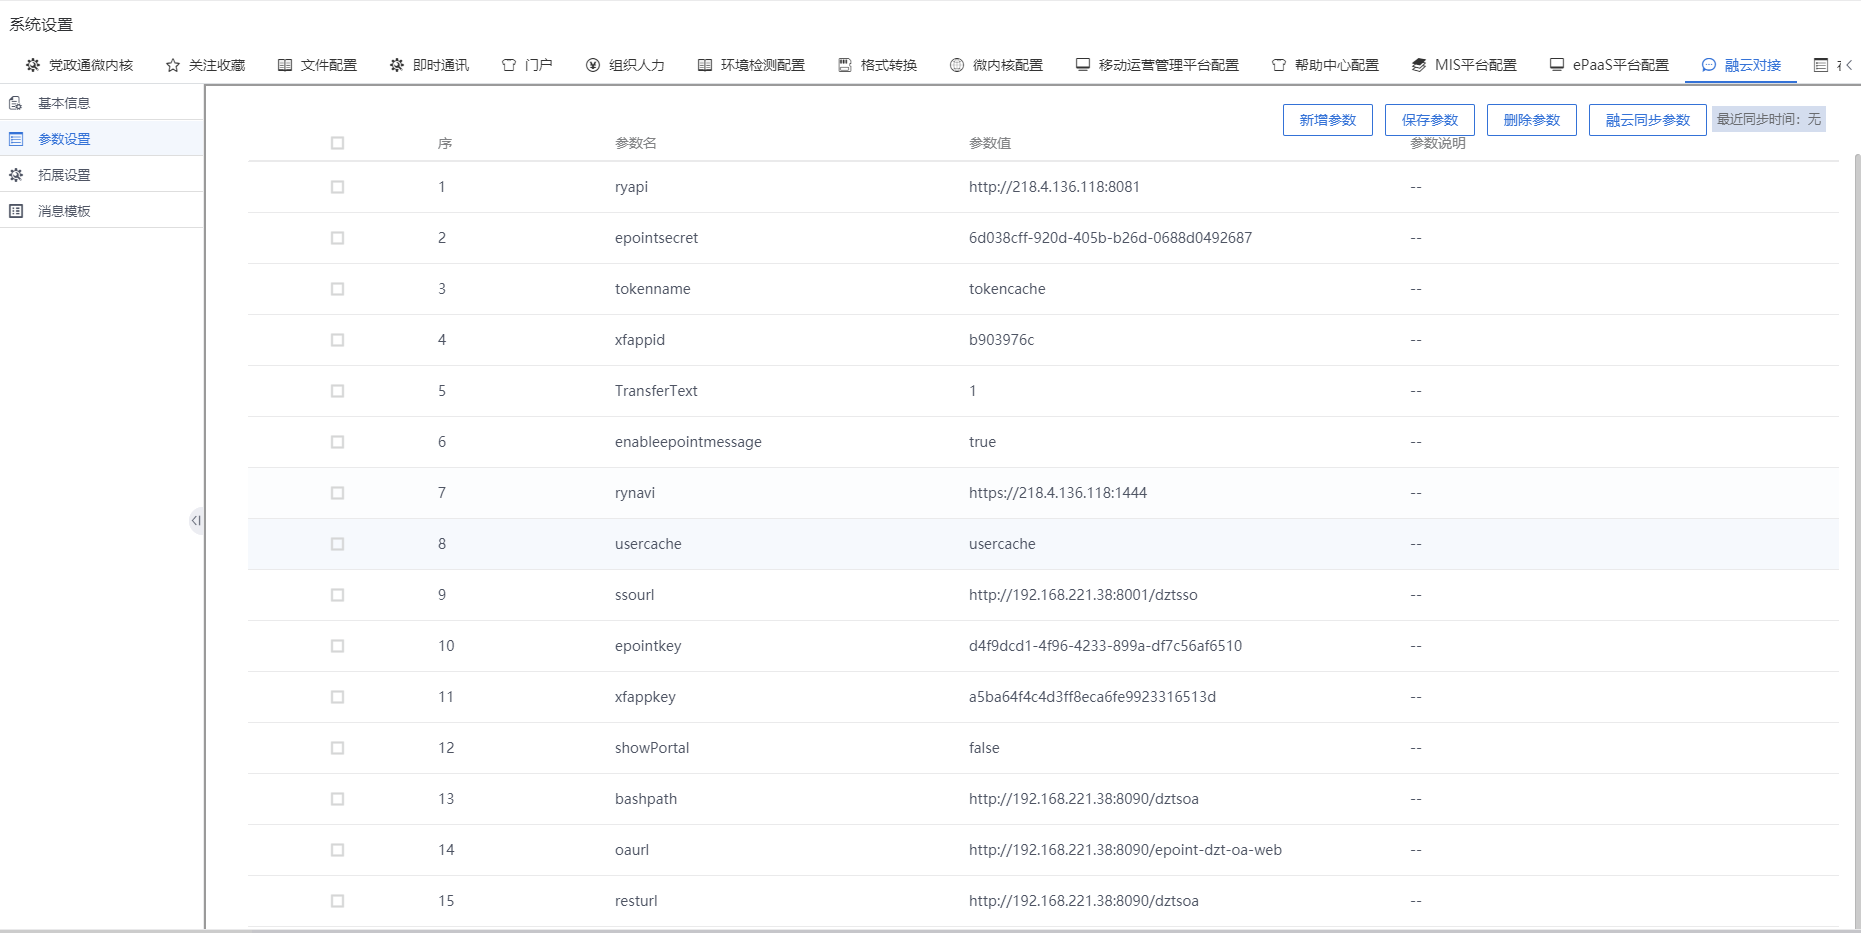 系统设置
党政通微内核 关注收藏 文件配置 即时通讯 门户 组织人力 环境检测配置 格式转换 微内核配置 移动运营管理平台配置 帮助中心配置 MIS平台配置 ePaaS平台配置 融云对接
基本信息
参数设置
拓展设置
消息模板
新增参数 保存参数 删除参数 融云同步参数 最近同步时间：无
序 参数名 参数值 参数说明
1 ryapi http://218.4.136.118:8081 --
2 epointsecret 6d038cff-920d-405b-b26d-0688d0492687 --
3 tokenname tokencache --
4 xfappid b903976c --
5 TransferText 1 --
6 enableepointmessage true --
7 rynavi https://218.4.136.118:1444 --
8 usercache usercache --
9 ssourl http://192.168.221.38:8001/dztsso --
10 epointkey d4f9dcd1-4f96-4233-899a-df7c56af6510 --
11 xfappkey a5ba64f4c4d3ff8eca6fe9923316513d --
12 showPortal false --
13 bashpath http://192.168.221.38:8090/dztsoa --
14 oaurl http://192.168.221.38:8090/epoint-dzt-oa-web --
15 resturl http://192.168.221.38:8090/dztsoa --